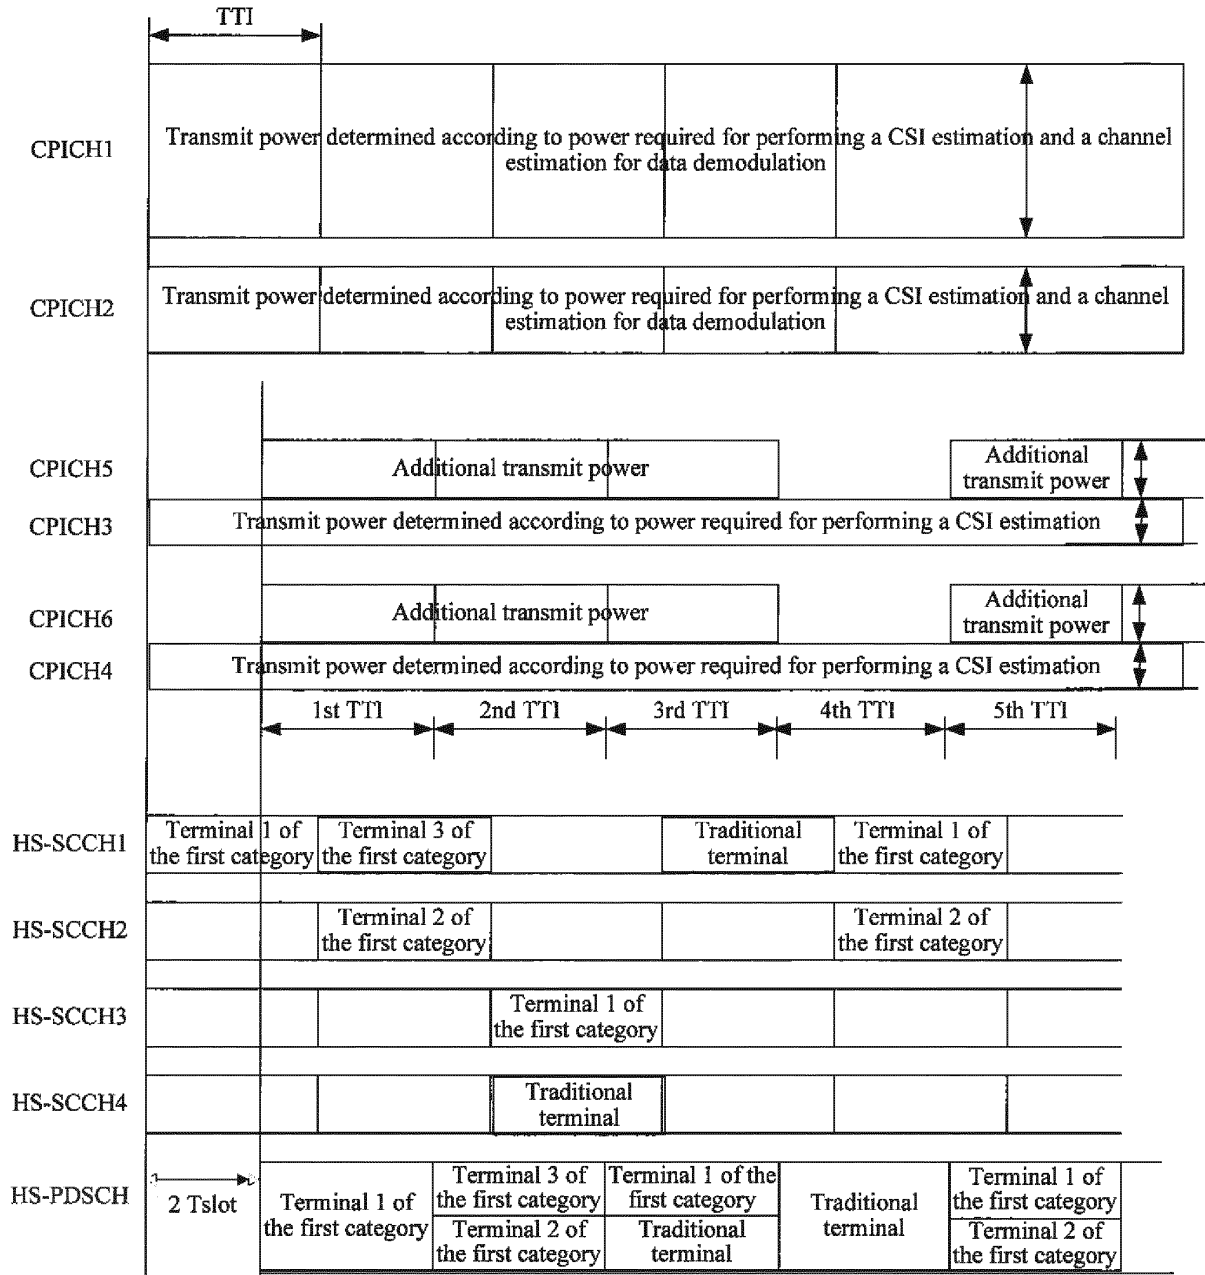 TTI
CPICH1
Transmit power determined according to power required for performing a CSI estimation and a channel
estimation for data demodulation
CPICH2
Transmit power determined according to power required for performing a CSI estimation and a channel
estimation for data demodulation
CPICH5
Additional transmit power
Additional
transmit power
CPICH3
Transmit power determined according to power required for performing a CSI estimation
CPICH6
Additional transmit power
Additional
transmit power
CPICH4
Transmit power determined according to power required for performing a CSI estimation
1st TTI
2nd TTI
3rd TTI
4th TTI
5th TTI
HS-SCCH1
Terminal 1 of
the first category
Terminal 3 of
the first category
Traditional
terminal
Terminal 1 of
the first category
HS-SCCH2
Terminal 2 of
the first category
Terminal 2 of
the first category
HS-SCCH3
Terminal 1 of
the first category
HS-SCCH4
Traditional
terminal
HS-PDSCH
2 Tslot
Terminal 1 of
the first category
Terminal 3 of
the first category
Terminal 2 of
the first category
Terminal 1 of the
first category
Traditional
terminal
Traditional
terminal
Terminal 1 of
the first category
Terminal 2 of
the first category